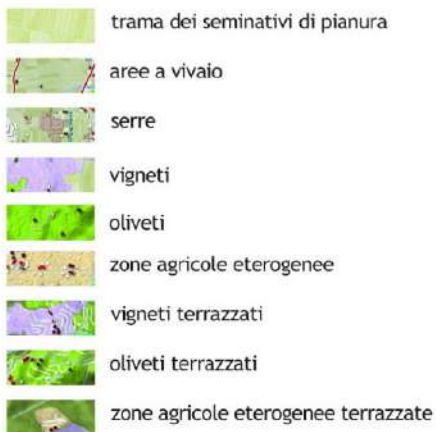 trama dei seminativi di pianura
aree a vivaio
serre
vigneti
oliveti
zone agricole eterogenee
vigneti terrazzati
oliveti terrazzati
zone agricole eterogenee terrazzate